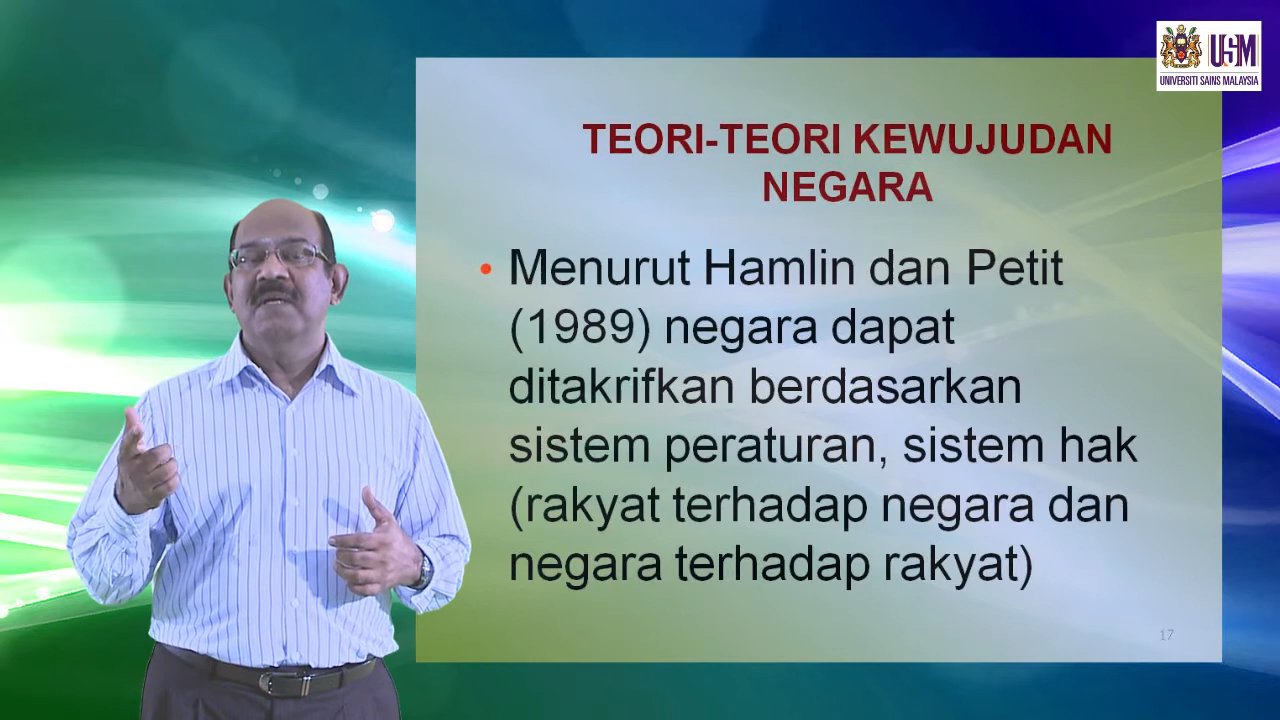 USM
UNIVERSITI SAINS MALAYSIA
TEORI-TEORI KEWUJUDAN
NEGARA
• Menurut Hamlin dan Petit
(1989) negara dapat
ditakrifkan berdasarkan
sistem peraturan, sistem hak
(rakyat terhadap negara dan
negara terhadap rakyat)
17